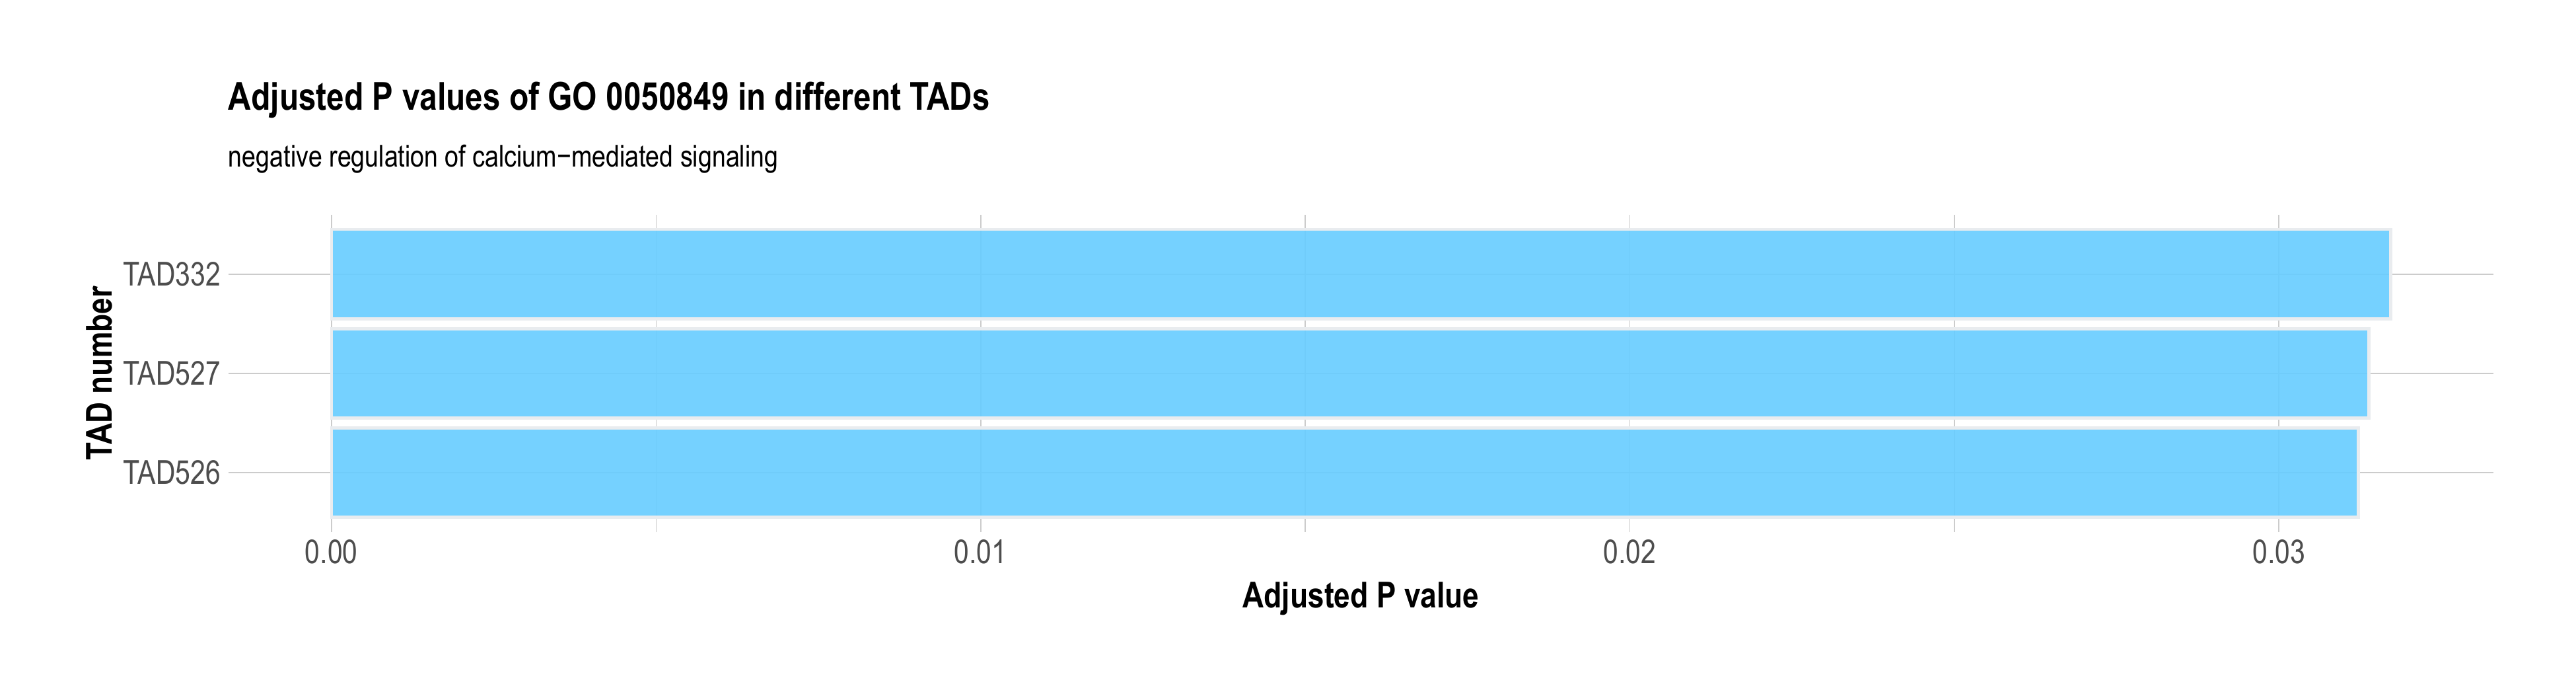 Adjusted P values of GO 0050849 in different TADs
negative regulation of calcium−mediated signaling
TAD number
TAD332
TAD527
TAD526
0.00 0.01 0.02 0.03
Adjusted P value